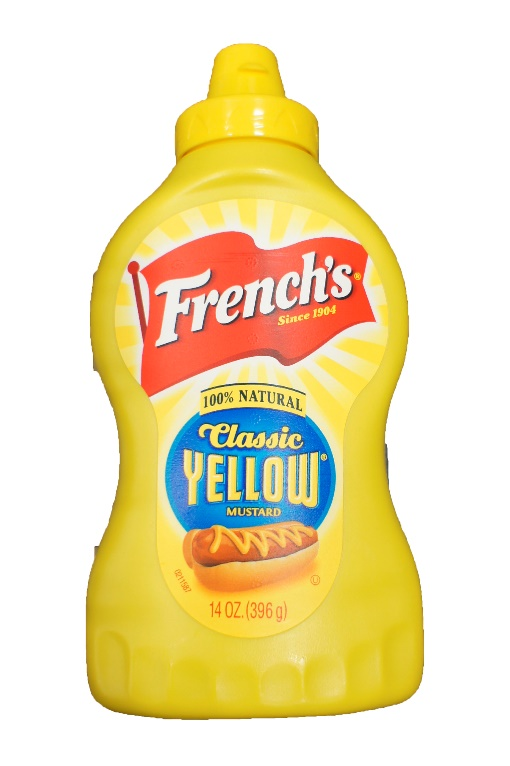 French's®
Since 1904
100% NATURAL
Classic
YELLOW®
MUSTARD
14 OZ. (396 g)